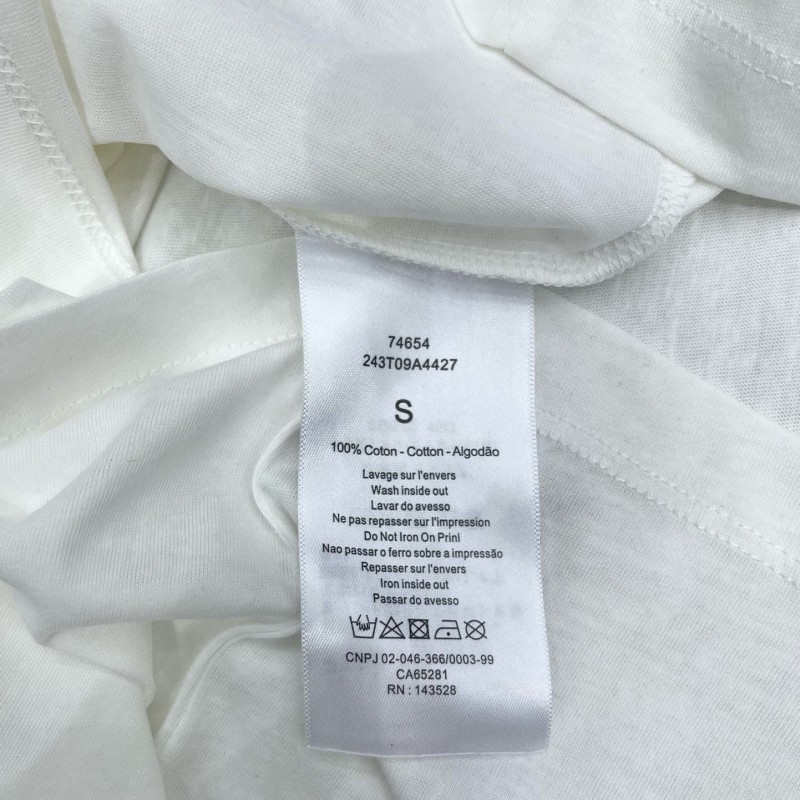 74654
243T09A4427
S
100% Coton - Cotton - Algodão
Lavage sur l'envers
Wash inside out
Lavar do avesso
Ne pas repasser sur l'impression
Do Not Iron On Prinl
Nao passar o ferro sobre a impressão
Repasser sur l'envers
Iron inside out
Passar do avesso
CNPJ 02-046-366/0003-99
CA65281
RN : 143528